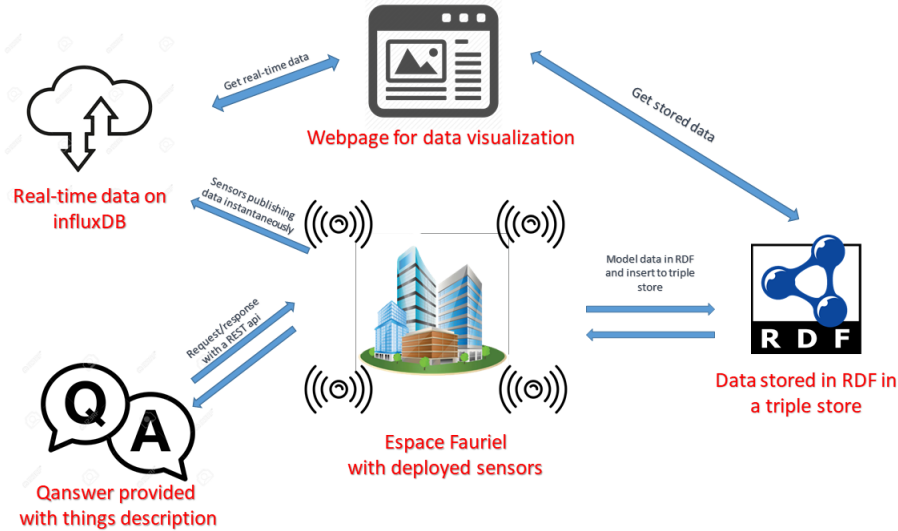 Get real-time data
Get stored data
Webpage for data visualization
Real-time data on
influxDB
Sensors publishing
data instantaneously
Model data in RDF
and insert to triple
store
RDF
Request/response
with a REST api
Data stored in RDF in
a triple store
Q
A
Espace Fauriel
with deployed sensors
Qanswer provided
with things description